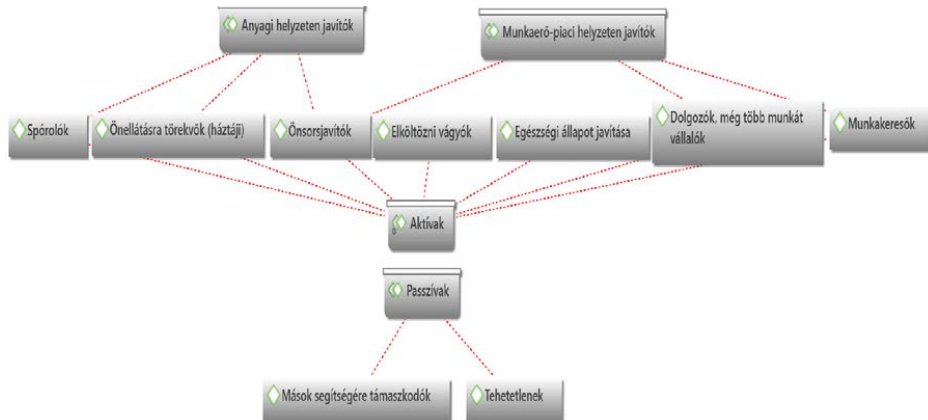 Anyagi helyzeten javítók
Munkaerő-piaci helyzeten javítók
Spórolók
Önellátásra törekvők (háztáji)
Önsorsjavítók
Elköltözni vágyók
Egészségi állapot javítása
Dolgozók, még több munkát
vállalók
Munkakeresők
Aktívak
Passzívak
Mások segítségére támaszkodók
Tehetetlenek